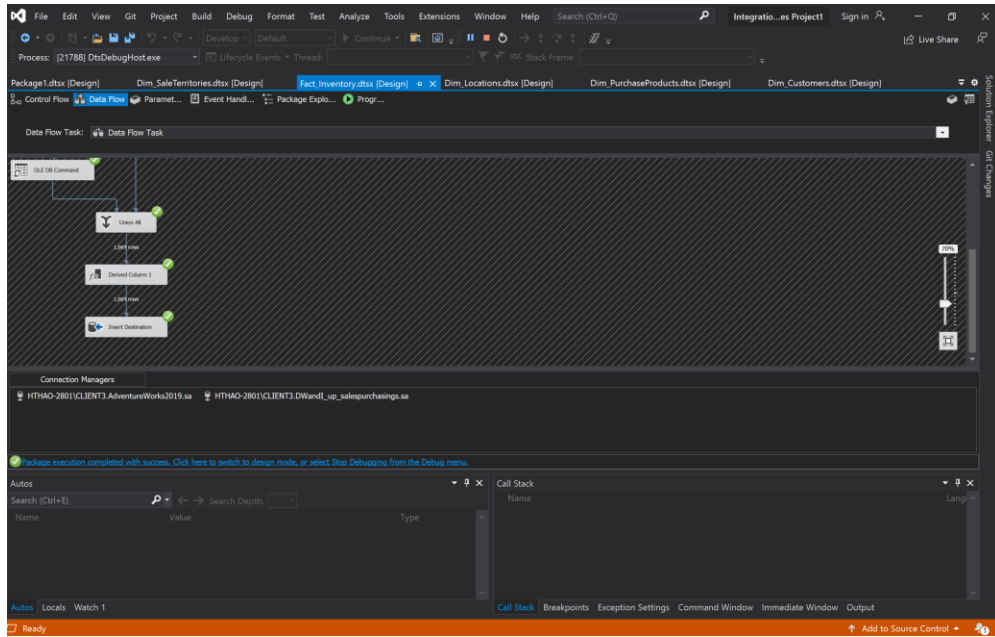 File Edit View Git Project Build Debug Format Test Analyze Tools Extensions Window Help Search (Ctrl+Q) Integratio...es Project1 Sign in
Develop Default Continue Live Share
Process: [21788] DtsDebugHost.exe Lifecycle Events Thread: Stack Frame:
Package1.dtsx [Design] Dim_SaleTerritories.dtsx [Design] Fact_Inventory.dtsx [Design] Dim_Locations.dtsx [Design] Dim_PurchaseProducts.dtsx [Design] Dim_Customers.dtsx [Design]
Control Flow Data Flow Paramet... Event Handl... Package Explo... Progr...
Data Flow Task: Data Flow Task
OLE DB Command
Union All
1,069 rows
Derived Column 1
1,069 rows
Insert Destination
70%
Connection Managers
HTHAO-2801\CLIENT3.AdventureWorks2019.sa HTHAO-2801\CLIENT3.DWandI_up_salespurchasings.sa
Package execution completed with success. Click here to switch to design mode, or select Stop Debugging from the Debug menu.
Autos Call Stack
Search (Ctrl+E) Search Depth: Name Lang
Name Value Type
Autos Locals Watch 1 Call Stack Breakpoints Exception Settings Command Window Immediate Window Output
Ready Add to Source Control 1
Solution Explorer
Git Changes